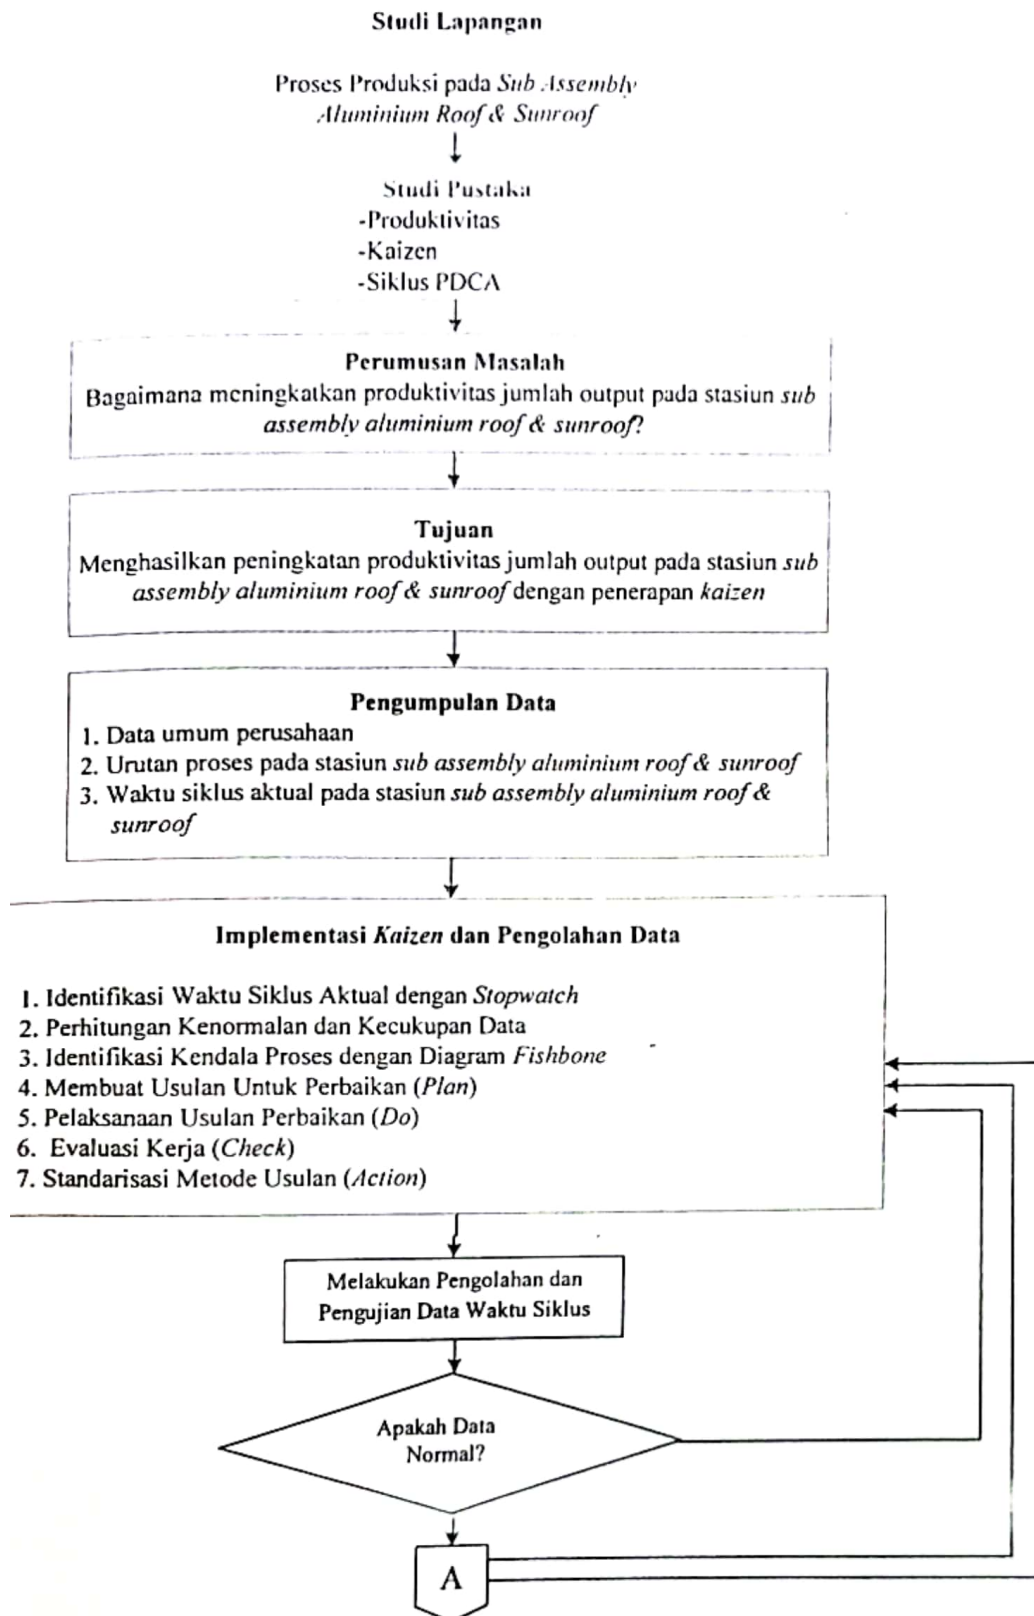 Studi Lapangan
Proses Produksi pada Sub Assembly
Aluminium Roof & Sunroof
Studi Pustaka
-Produktivitas
-Kaizen
-Siklus PDCA
Perumusan Masalah
Bagaimana meningkatkan produktivitas jumlah output pada stasiun sub
assembly aluminium roof & sunroof?
Tujuan
Menghasilkan peningkatan produktivitas jumlah output pada stasiun sub
assembly aluminium roof & sunroof dengan penerapan kaizen
Pengumpulan Data
1. Data umum perusahaan
2. Urutan proses pada stasiun sub assembly aluminium roof & sunroof
3. Waktu siklus aktual pada stasiun sub assembly aluminium roof &
sunroof
Implementasi Kaizen dan Pengolahan Data
1. Identifikasi Waktu Siklus Aktual dengan Stopwatch
2. Perhitungan Kenormalan dan Kecukupan Data
3. Identifikasi Kendala Proses dengan Diagram Fishbone
4. Membuat Usulan Untuk Perbaikan (Plan)
5. Pelaksanaan Usulan Perbaikan (Do)
6. Evaluasi Kerja (Check)
7. Standarisasi Metode Usulan (Action)
Melakukan Pengolahan dan
Pengujian Data Waktu Siklus
Apakah Data
Normal?
A